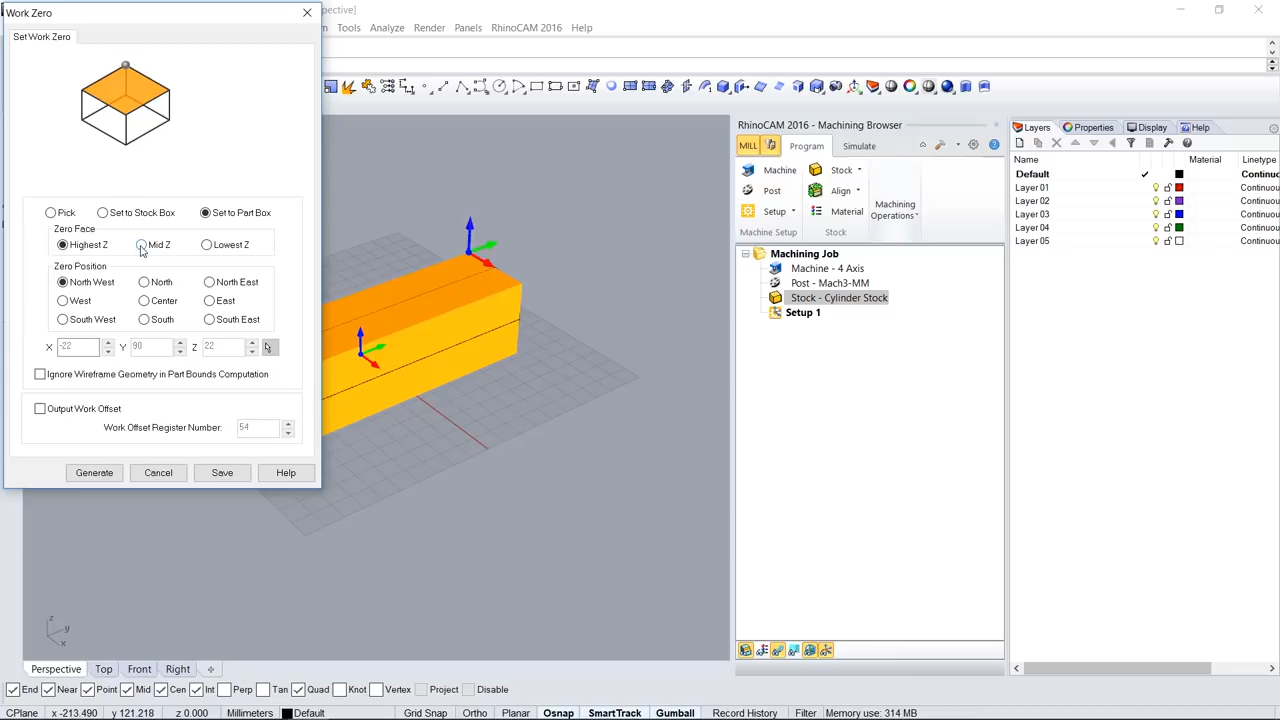 Work Zero
spective]
Set Work Zero
Tools Analyze Render Panels RhinoCAM 2016 Help
RhinoCAM 2016 - Machining Browser
Layers Properties Display Help
MILL Program Simulate
Name Material Linetype
Machine Stock
Default Continuou
Post Align
Layer 01 Continuou
Layer 02 Continuou
Setup Material
Machining
Operations
Layer 03 Continuou
Layer 04 Continuou
Machine Setup Stock
Layer 05 Continuou
Pick Set to Stock Box Set to Part Box
Zero Face
Highest Z Mid Z Lowest Z
Machining Job
Machine - 4 Axis
Post - Mach3-MM
Stock - Cylinder Stock
Setup 1
Zero Position
North West North North East
West Center East
South West South South East
X -22 Y 90 Z 22
Ignore Wireframe Geometry in Part Bounds Computation
Output Work Offset
Work Offset Register Number: 54
Generate Cancel Save Help
z
y
x
Perspective Top Front Right
End Near Point Mid Cen Int Perp Tan Quad Knot Vertex Project Disable
CPlane X -213.490 y 121.218 z 0.000 Millimeters Default Grid Snap Ortho Planar Osnap SmartTrack Gumball Record History Filter Memory use: 314 MB